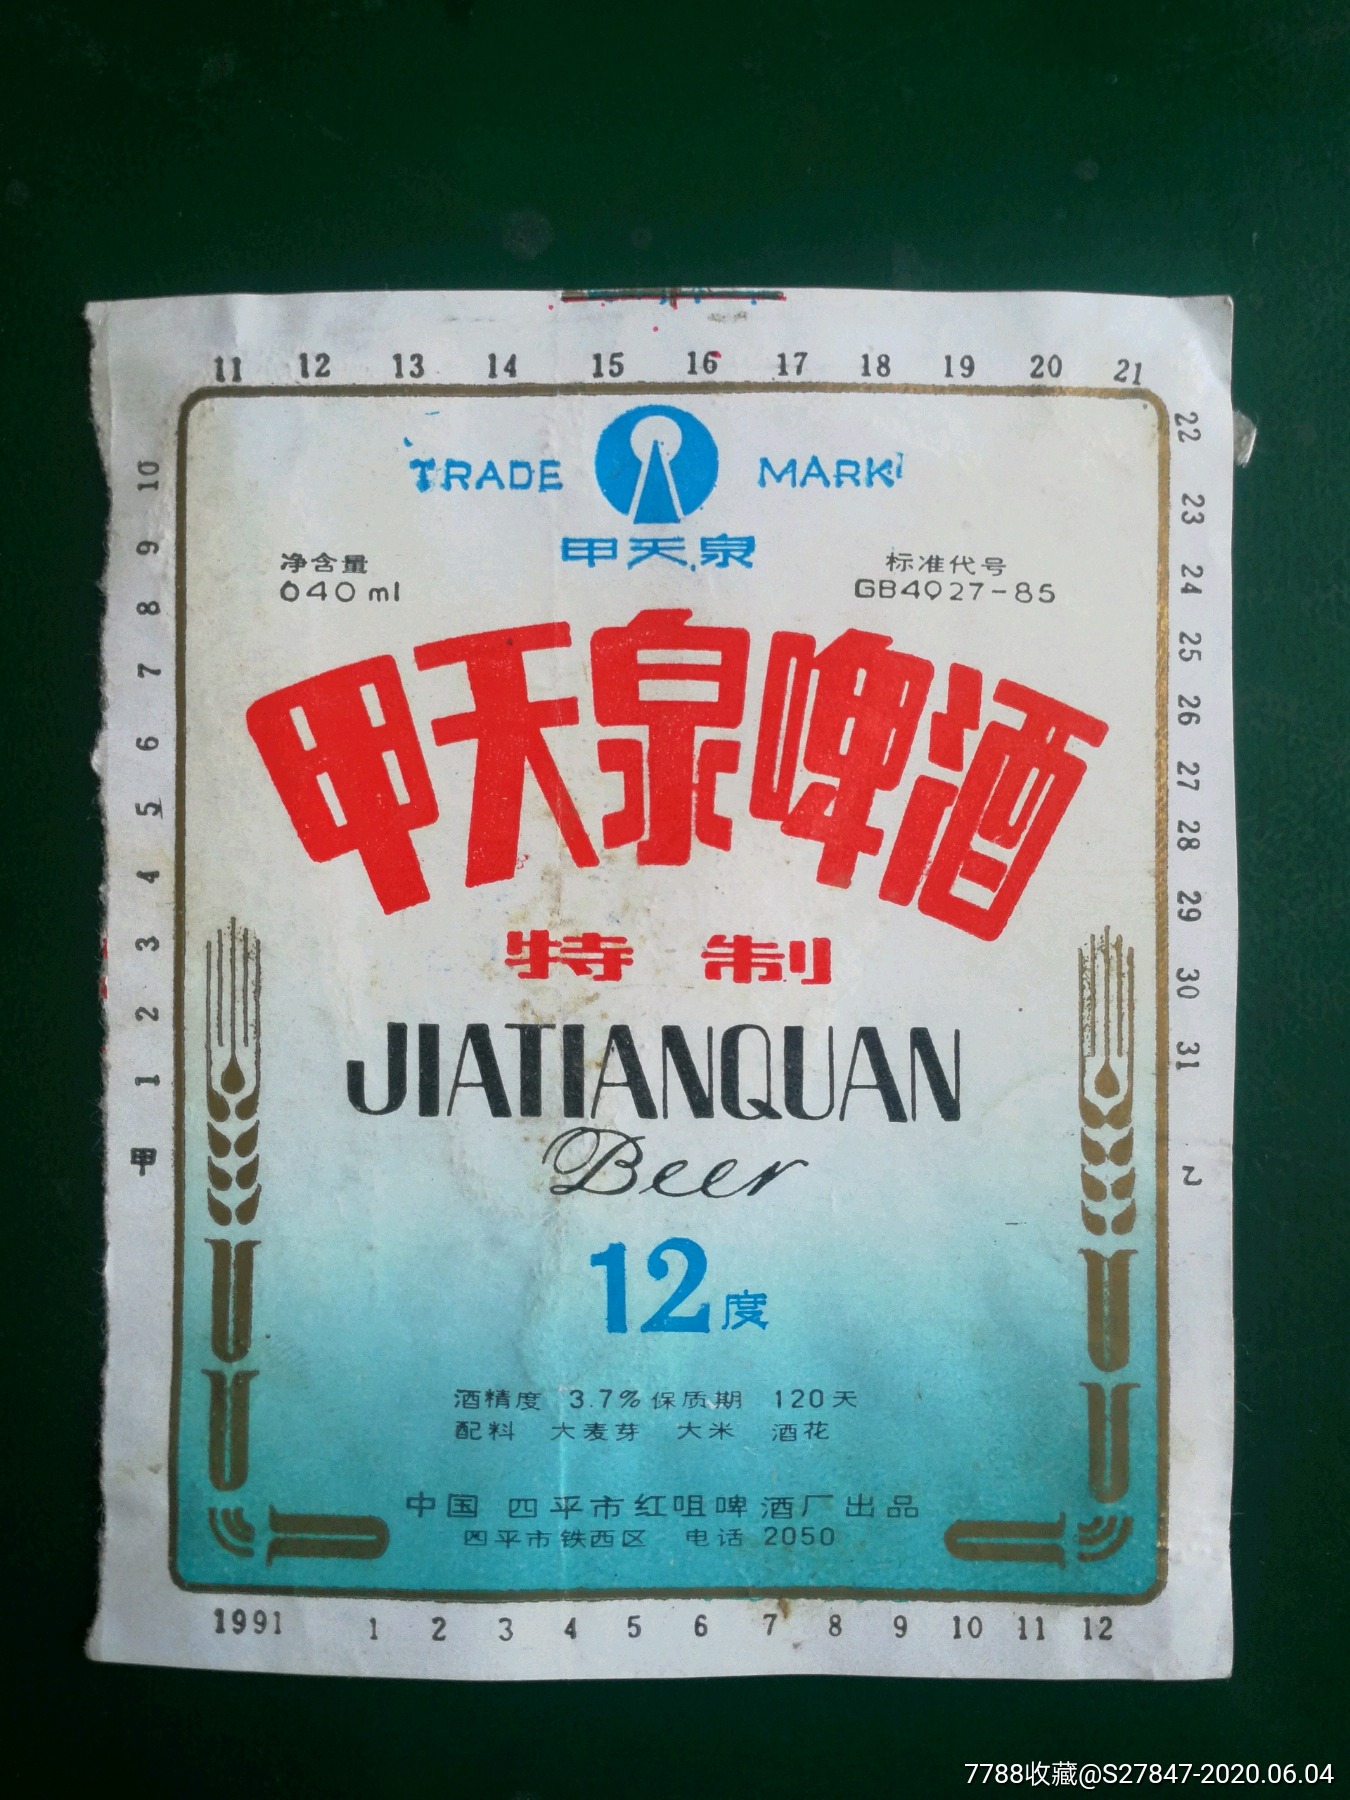 11 12 13 14 15 16 17 18 19 20 21
TRADE MARK
甲天泉
净含量
640 ml
标准代号
GB4927-85
甲天泉啤酒
特制
JIATIANQUAN
Beer
12度
酒精度 3.7% 保质期 120天
配料 大麦芽 大米 酒花
中国 四平市红咀啤酒厂出品
四平市铁西区 电话 2050
甲 1 2 3 4 5 6 7 8 9 10
22 23 24 25 26 27 28 29 30 31 乙
1991 1 2 3 4 5 6 7 8 9 10 11 12
7788收藏@S27847-2020.06.04